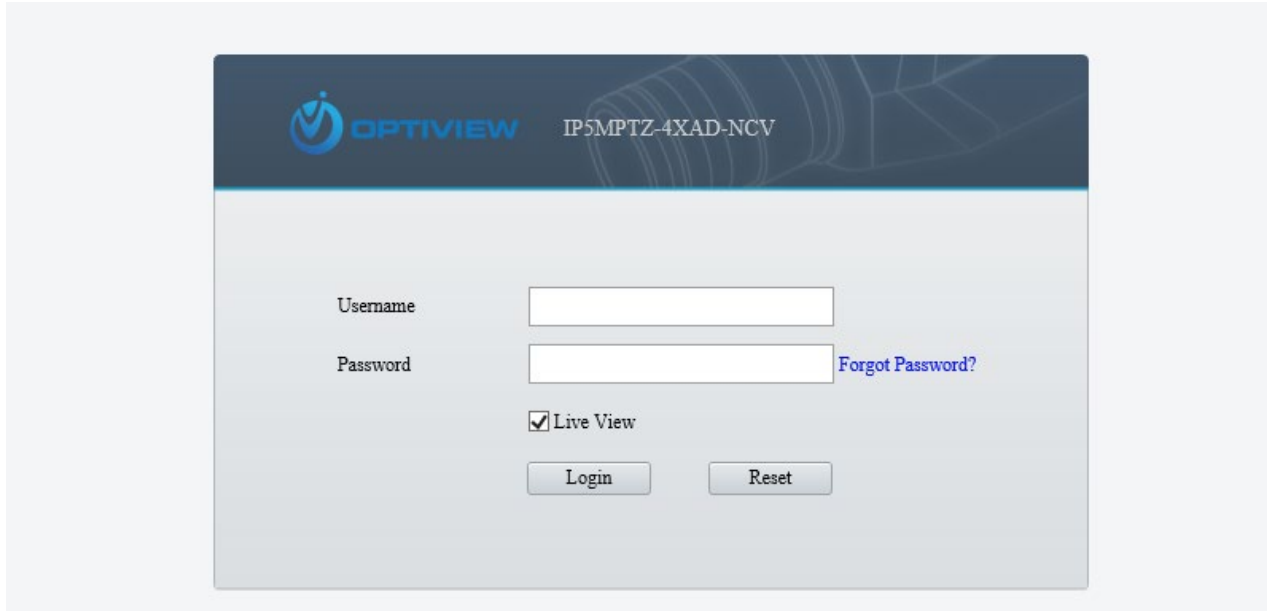 OPTIVIEW IP5MPTZ-4XAD-NCV
Username
Password Forgot Password?
Live View
Login Reset